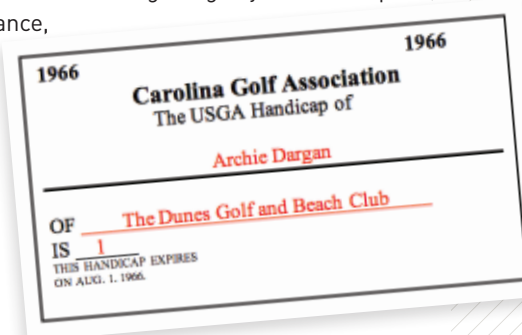 ance,
1966 1966
Carolina Golf Association
The USGA Handicap of
Archie Dargan
OF The Dunes Golf and Beach Club
IS 1
THIS HANDICAP EXPIRES
ON AUG. 1, 1966.